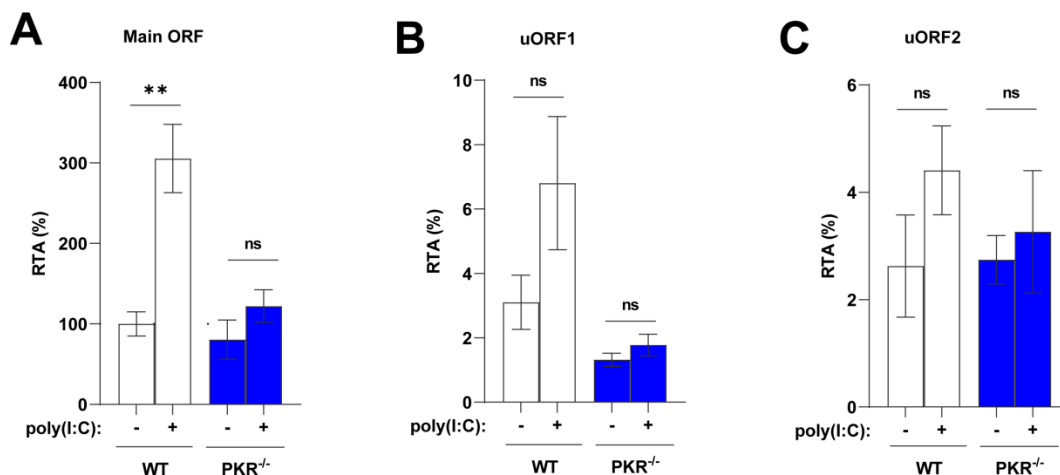 A
Main ORF
RTA (%)
400
300
200
100
0
**
ns
poly(I:C): - + - +
WT PKR-/-
B
uORF1
RTA (%)
10
8
6
4
2
0
ns
ns
poly(I:C): - + - +
WT PKR-/-
C
uORF2
RTA (%)
6
4
2
0
ns ns
poly(I:C): - + - +
WT PKR-/-